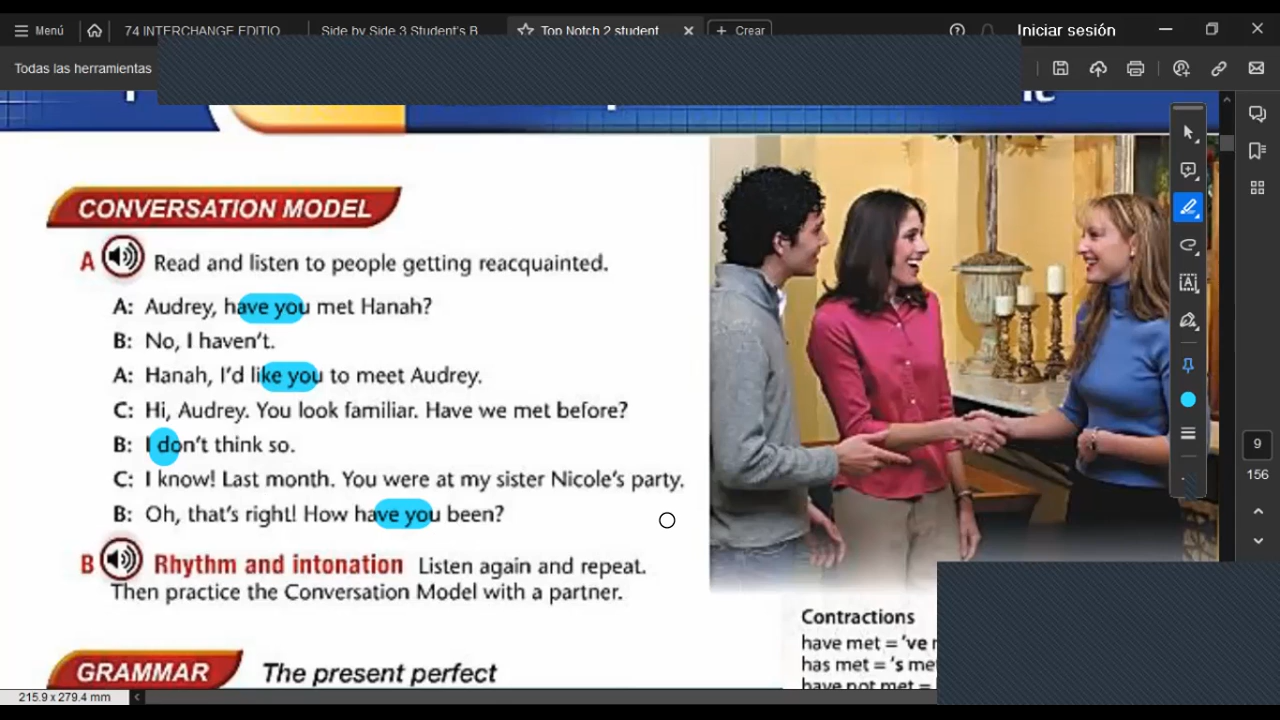 Menú
74 INTERCHANGE EDITIO
Side by Side 3 Student's B
Top Notch 2 student
Crear
Iniciar sesión
Todas las herramientas
CONVERSATION MODEL
A Read and listen to people getting reacquainted.
A: Audrey, have you met Hanah?
B: No, I haven't.
A: Hanah, I'd like you to meet Audrey.
C: Hi, Audrey. You look familiar. Have we met before?
B: I don't think so.
C: I know! Last month. You were at my sister Nicole's party.
B: Oh, that's right! How have you been?
B Rhythm and intonation Listen again and repeat.
Then practice the Conversation Model with a partner.
Contractions
have met = 've
has met = 's
have not met =
GRAMMAR The present perfect
9
156
215.9 x 279.4 mm